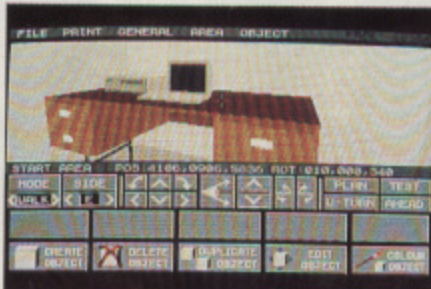 FILE PRINT GENERAL AREA OBJECT
START AREA POS:4106,0906,5036 ROT:010,000,340
MODE SIDE PLAN TEST
WALK F U-TURN AHEAD
CREATE OBJECT DELETE OBJECT DUPLICATE OBJECT EDIT OBJECT COLOUR OBJECT